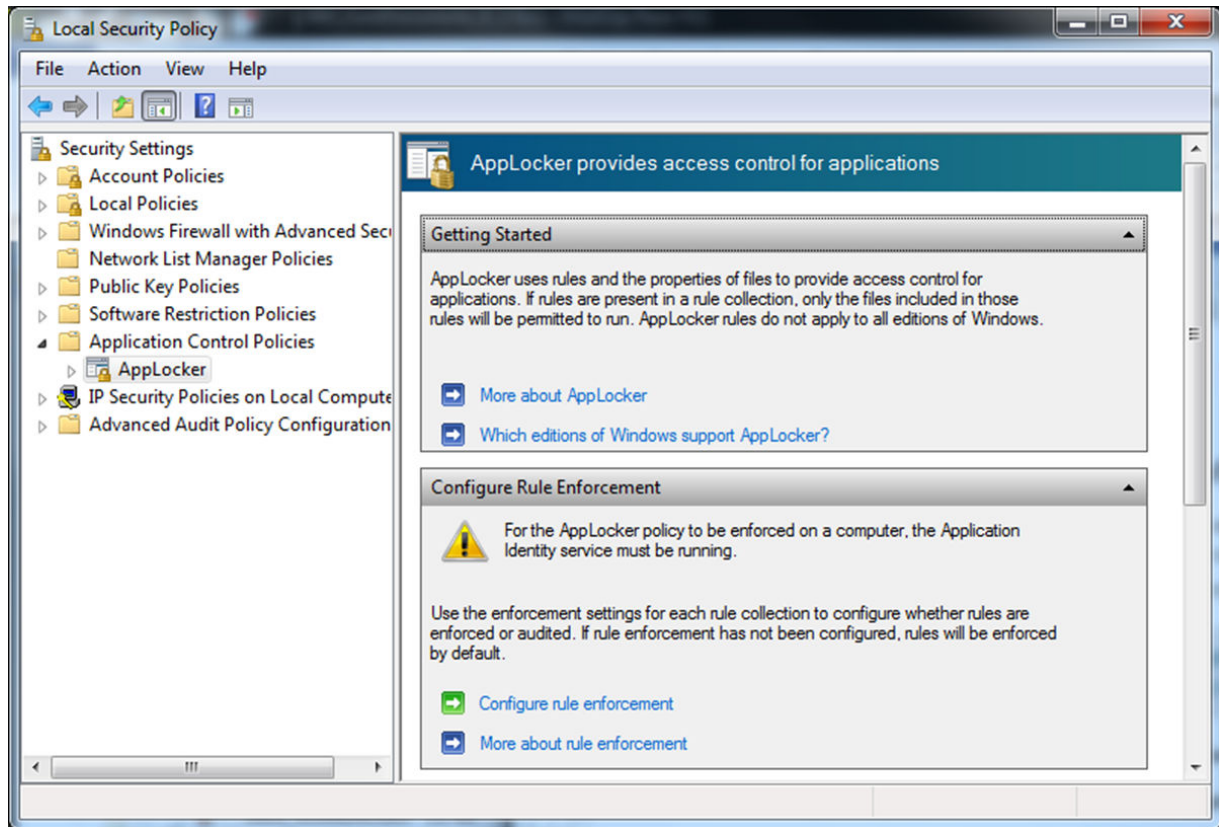 Local Security Policy
File Action View Help
Security Settings
Account Policies
Local Policies
Windows Firewall with Advanced Secu
Network List Manager Policies
Public Key Policies
Software Restriction Policies
Application Control Policies
AppLocker
IP Security Policies on Local Compute
Advanced Audit Policy Configuration
AppLocker provides access control for applications
Getting Started
AppLocker uses rules and the properties of files to provide access control for
applications. If rules are present in a rule collection, only the files included in those
rules will be permitted to run. AppLocker rules do not apply to all editions of Windows.
More about AppLocker
Which editions of Windows support AppLocker?
Configure Rule Enforcement
For the AppLocker policy to be enforced on a computer, the Application
Identity service must be running.
Use the enforcement settings for each rule collection to configure whether rules are
enforced or audited. If rule enforcement has not been configured, rules will be enforced
by default.
Configure rule enforcement
More about rule enforcement